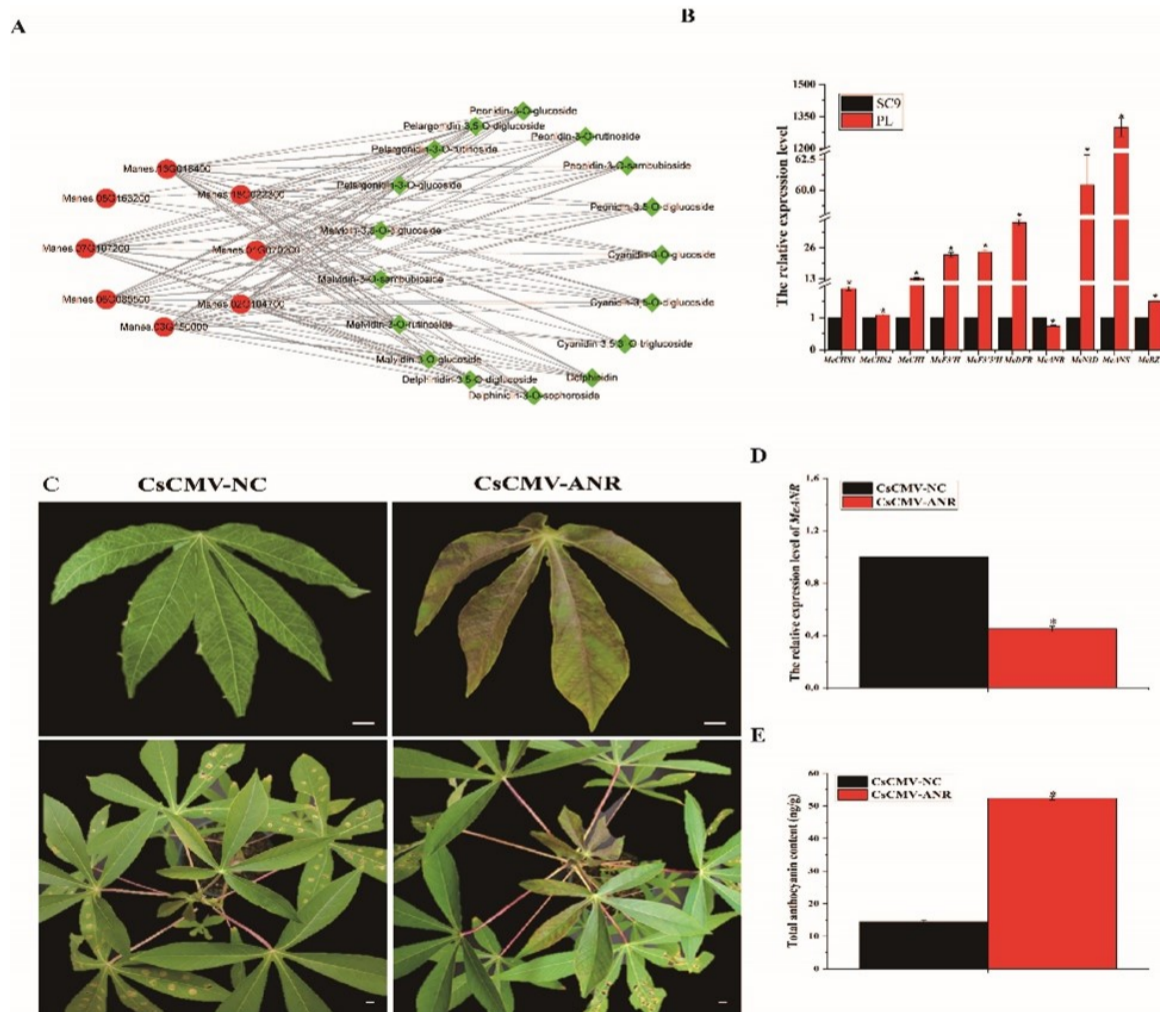 A
Peonidin-3-O-glucoside
Pelargonidin-3,5-O-diglucoside
Peonidin-3-O-rutinoside
Pelargonidin-3-O-rutinoside
Peonidin-3-O-sambubioside
Pelargonidin-3-O-glucoside
Peonidin-3,5-O-diglucoside
Malvidin-3,5-O-diglucoside
Cyanidin-3-O-glucoside
Malvidin-3-O-sambubioside
Cyanidin-3,5-O-diglucoside
Malvidin-3-O-rutinoside
Cyanidin-3,5,3'-O-triglucoside
Malvidin-3-O-glucoside
Delphinidin-3,5-O-diglucoside
Delphinidin
Delphinidin-3-O-sophoroside
Manes.15G018400
Manes.05G163200
Manes.18G022300
Manes.07G107200
Manes.01G070200
Manes.06G085500
Manes.02G104700
Manes.03G150000
B
The relative expression level
1500
1350
1200
62.5
60.0
26
13
1
0
SC9
PL
MeCHS1
MeCHS2
MeCHI
MeF3'H
MeDFR
MeANR
MeANS
C
CsCMV-NC
CsCMV-ANR
D
The relative expression level of MeANR
1,6
1,2
0,8
0,4
0,0
CsCMV-NC
CsCMV-ANR
E
Total anthocyanin content (ng/g)
60
50
40
30
20
10
0
CsCMV-NC
CsCMV-ANR